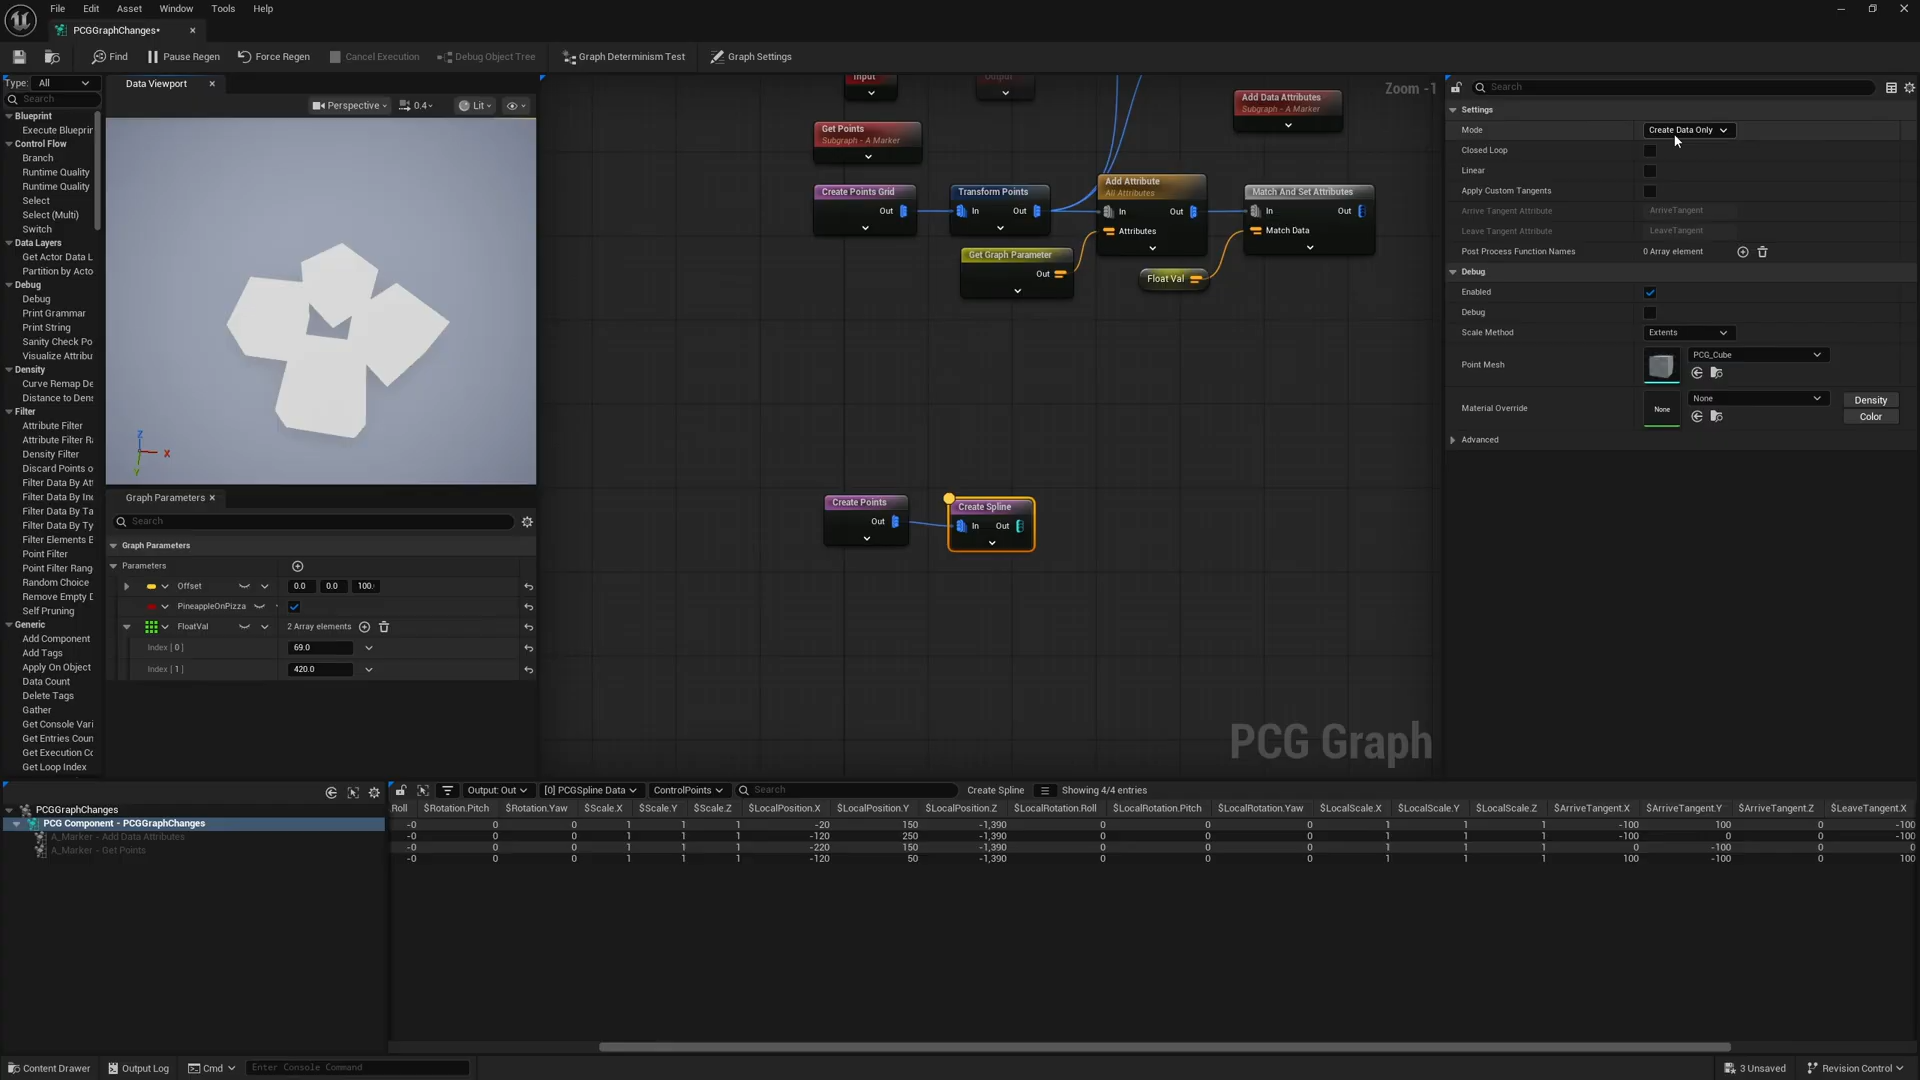 File Edit Asset Window Tools Help
PCGGraphChanges•
Find Pause Regen Force Regen Cancel Execution Debug Object Tree Graph Determinism Test Graph Settings
Type: All
Search
Blueprint
Execute Blueprin
Control Flow
Branch
Runtime Quality
Runtime Quality
Select
Select (Multi)
Switch
Data Layers
Get Actor Data L
Partition by Acto
Debug
Debug
Print Grammar
Print String
Sanity Check Po
Visualize Attribu
Density
Curve Remap De
Distance to Dens
Filter
Attribute Filter
Attribute Filter Ra
Density Filter
Discard Points o
Filter Data By Att
Filter Data By Ind
Filter Data By Ta
Filter Data By Ty
Filter Elements B
Point Filter
Point Filter Range
Random Choice
Remove Empty D
Self Pruning
Generic
Add Component
Add Tags
Apply On Object
Data Count
Delete Tags
Gather
Get Console Vari
Get Entries Coun
Get Execution Co
Get Loop Index
Data Viewport
Perspective 0.4 Lit
Z
X
Y
Graph Parameters
Search
Graph Parameters
Parameters
Offset 0.0 0.0 100.
PineappleOnPizza
FloatVal 2 Array elements
Index [ 0 ] 69.0
Index [ 1 ] 420.0
Zoom -1
Input Output
Add Data Attributes
Subgraph - A Marker
Get Points
Subgraph - A Marker
Create Points Grid
Out
Transform Points
In Out
Add Attribute
All Attributes
In Out
Attributes
Match And Set Attributes
In Out
Match Data
Get Graph Parameter
Out
Float Val
Create Points
Out
Create Spline
In Out
PCG Graph
Search
Settings
Mode Create Data Only
Closed Loop
Linear
Apply Custom Tangents
Arrive Tangent Attribute ArriveTangent
Leave Tangent Attribute LeaveTangent
Post Process Function Names 0 Array element
Debug
Enabled
Debug
Scale Method Extents
Point Mesh PCG_Cube
Material Override None None Density
Color
Advanced
PCGGraphChanges
PCG Component - PCGGraphChanges
A_Marker - Add Data Attributes
A_Marker - Get Points
Output: Out [0] PCGSpline Data ControlPoints Search Create Spline Showing 4/4 entries
Roll $Rotation.Pitch $Rotation.Yaw $Scale.X $Scale.Y $Scale.Z $LocalPosition.X $LocalPosition.Y $LocalPosition.Z $LocalRotation.Roll $LocalRotation.Pitch $LocalRotation.Yaw $LocalScale.X $LocalScale.Y $LocalScale.Z $ArriveTangent.X $ArriveTangent.Y $ArriveTangent.Z $LeaveTangent.X
-0 0 0 1 1 1 -20 150 -1,390 0 0 0 1 1 1 -100 100 0 -100
-0 0 0 1 1 1 -120 250 -1,390 0 0 0 1 1 1 -100 0 0 -100
-0 0 0 1 1 1 -220 150 -1,390 0 0 0 1 1 1 0 -100 0 0
-0 0 0 1 1 1 -120 50 -1,390 0 0 0 1 1 1 100 -100 0 100
Content Drawer Output Log Cmd Enter Console Command 3 Unsaved Revision Control